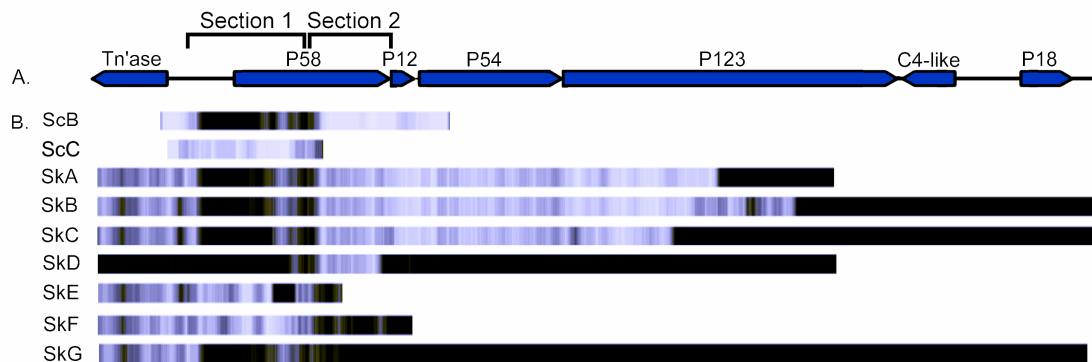 Section 1 Section 2
Tn'ase P58 P12 P54 P123 C4-like P18
A.
B. ScB
ScC
SkA
SkB
SkC
SkD
SkE
SkF
SkG